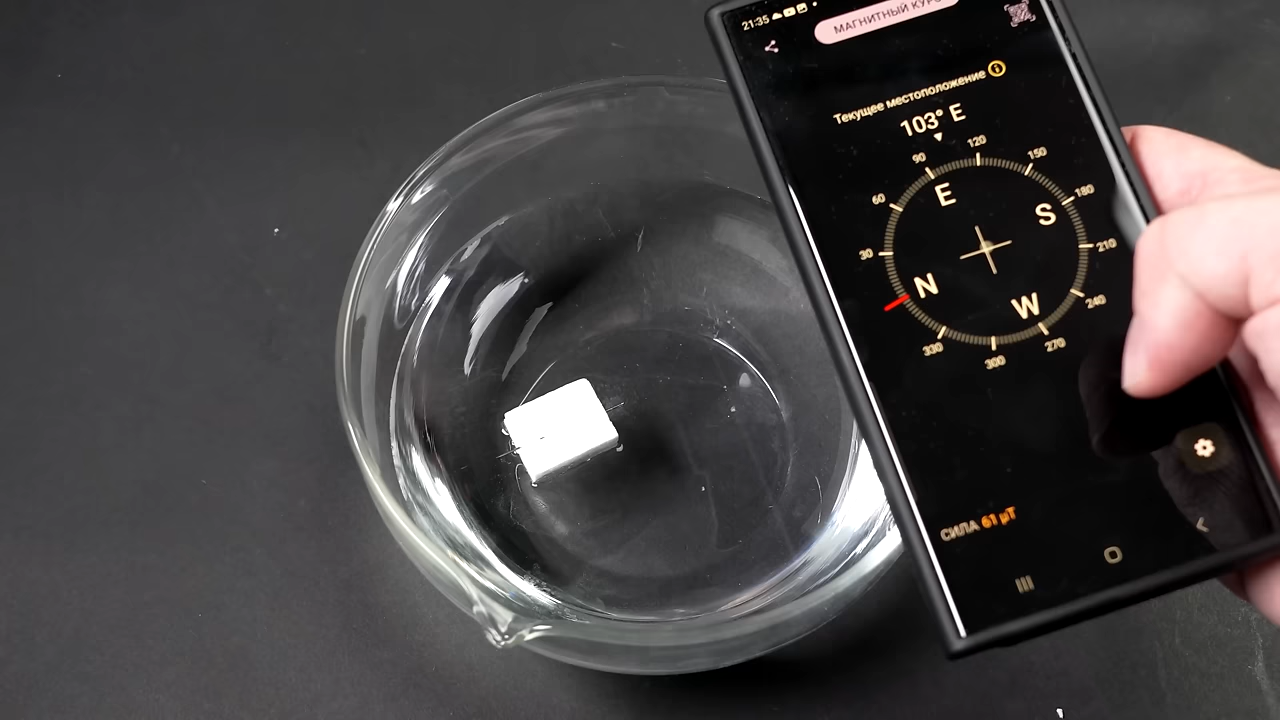 21:35
МАГНИТНЫЙ КУРС
Текущее местоположение
103° E
90
120
150
60
E
180
S
30
210
N
W
240
330
300
270
СИЛА 61 µT